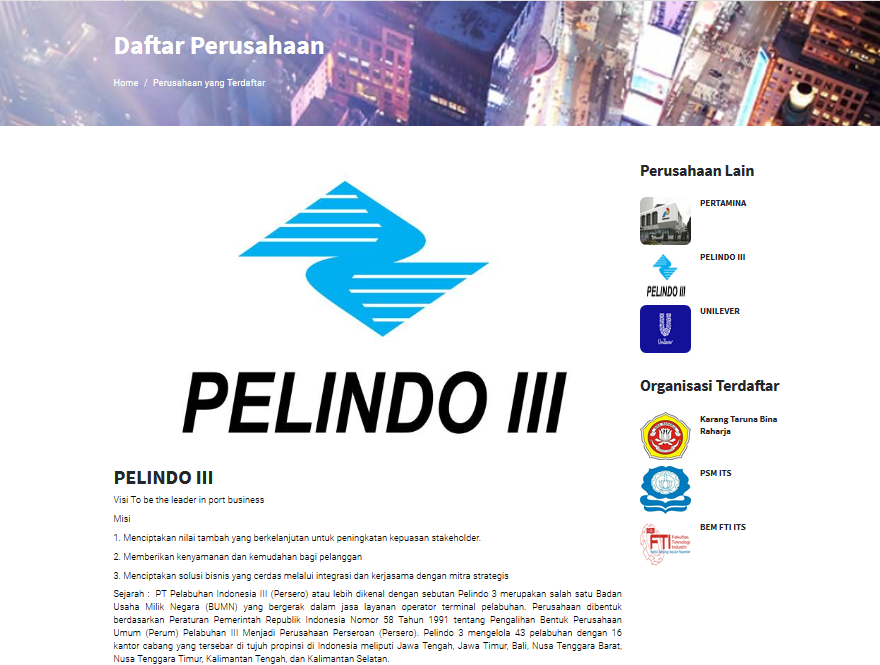 Daftar Perusahaan
Home / Perusahaan yang Terdaftar
PELINDO III
PELINDO III
Visi To be the leader in port business
Misi
1. Menciptakan nilai tambah yang berkelanjutan untuk peningkatan kepuasan stakeholder.
2. Memberikan kenyamanan dan kemudahan bagi pelanggan
3. Menciptakan solusi bisnis yang cerdas melalui integrasi dan kerjasama dengan mitra strategis
Sejarah : PT Pelabuhan Indonesia III (Persero) atau lebih dikenal dengan sebutan Pelindo 3 merupakan salah satu Badan
Usaha Milik Negara (BUMN) yang bergerak dalam jasa layanan operator terminal pelabuhan. Perusahaan dibentuk
berdasarkan Peraturan Pemerintah Republik Indonesia Nomor 58 Tahun 1991 tentang Pengalihan Bentuk Perusahaan
Umum (Perum) Pelabuhan III Menjadi Perusahaan Perseroan (Persero). Pelindo 3 mengelola 43 pelabuhan dengan 16
kantor cabang yang tersebar di tujuh propinsi di Indonesia meliputi Jawa Tengah, Jawa Timur, Bali, Nusa Tenggara Barat,
Nusa Tenggara Timur, Kalimantan Tengah, dan Kalimantan Selatan.
Perusahaan Lain
PERTAMINA
PELINDO III
PELINDO III
UNILEVER
Unilever
Organisasi Terdaftar
Karang Taruna Bina
Raharja
PSM ITS
BEM FTI ITS
FTI
Fakultas
Teknologi
Industri